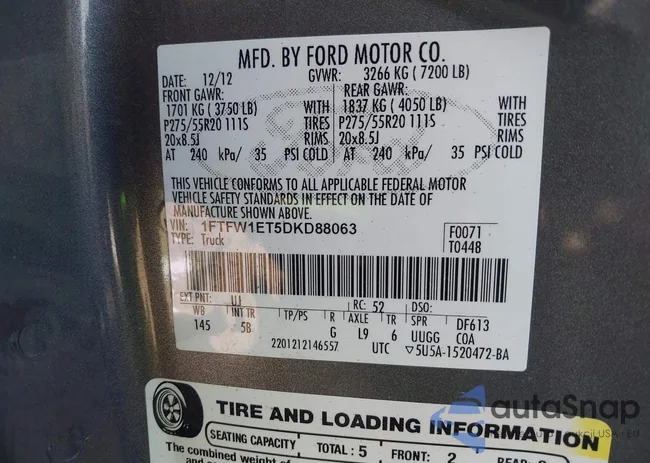 MFD. BY FORD MOTOR CO.
DATE: 12/12 GVWR: 3266 KG ( 7200 LB)
FRONT GAWR: REAR GAWR:
1701 KG ( 3750 LB) WITH 1837 KG ( 4050 LB) WITH
P275/55R20 111S TIRES P275/55R20 111S TIRES
20x8.5J RIMS 20x8.5J RIMS
AT 240 kPa/ 35 PSI COLD AT 240 kPa/ 35 PSI COLD
THIS VEHICLE CONFORMS TO ALL APPLICABLE FEDERAL MOTOR
VEHICLE SAFETY STANDARDS IN EFFECT ON THE DATE OF
MANUFACTURE SHOWN ABOVE.
VIN: 1FTFW1ET5DKD88063 F0071
TYPE: Truck T0448
EXT PNT: UJ RC: 52 DSO:
WB INT TR TP/PS R AXLE TR SPR DF613
145 5B G L9 6 UUGG COA
2201212146557 UTC ▽5U5A-1520472-BA
TIRE AND LOADING INFORMATION
SEATING CAPACITY TOTAL : 5 FRONT: 2
The combined weight of
autoSnap